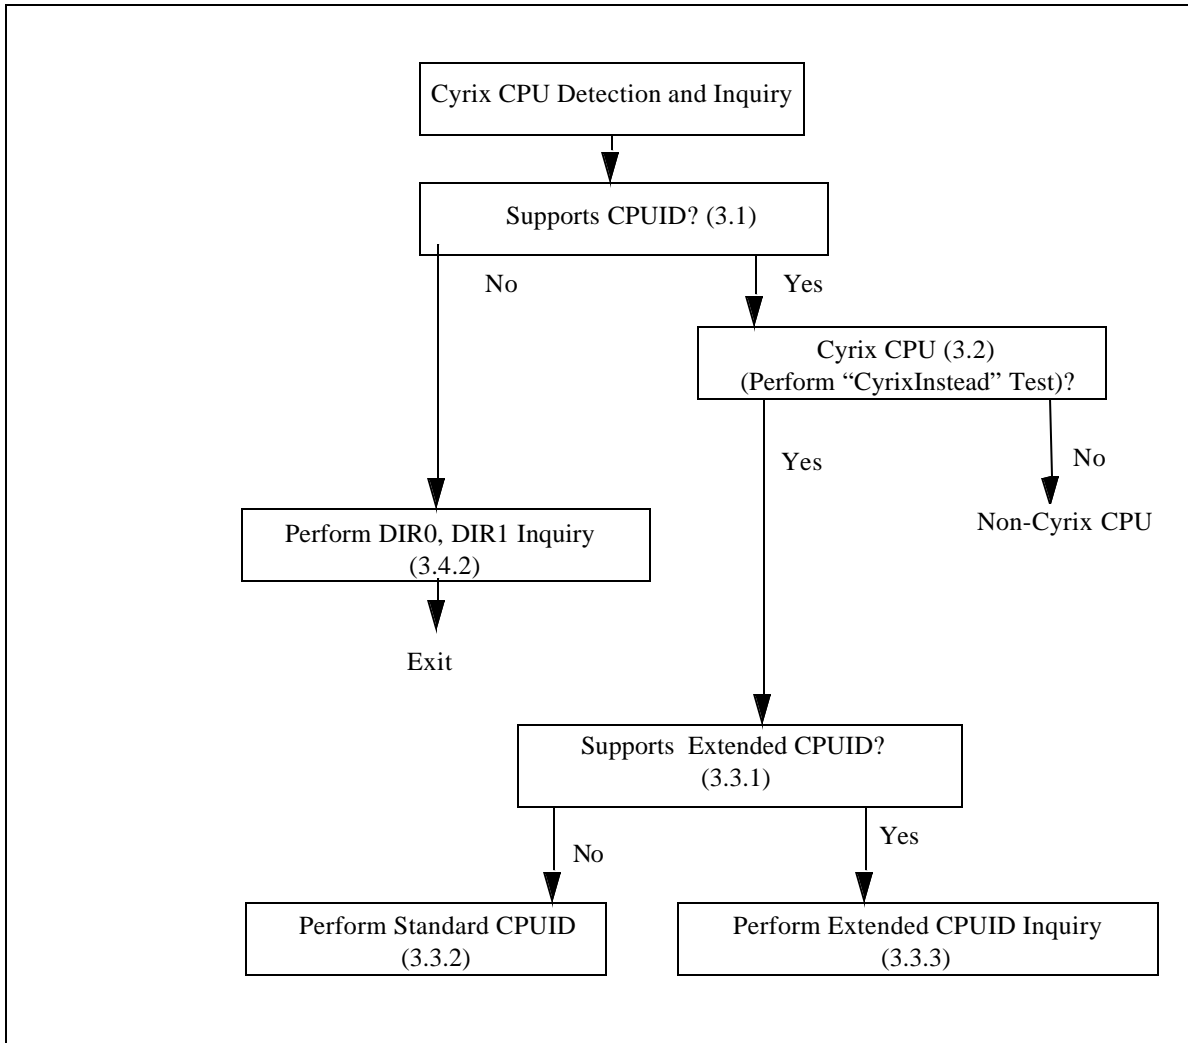 Cyrix CPU Detection and Inquiry
Supports CPUID? (3.1)
No
Yes
Cyrix CPU (3.2)
(Perform “CyrixInstead” Test)?
Yes
No
Non-Cyrix CPU
Perform DIR0, DIR1 Inquiry
(3.4.2)
Exit
Supports Extended CPUID?
(3.3.1)
No
Yes
Perform Standard CPUID
(3.3.2)
Perform Extended CPUID Inquiry
(3.3.3)